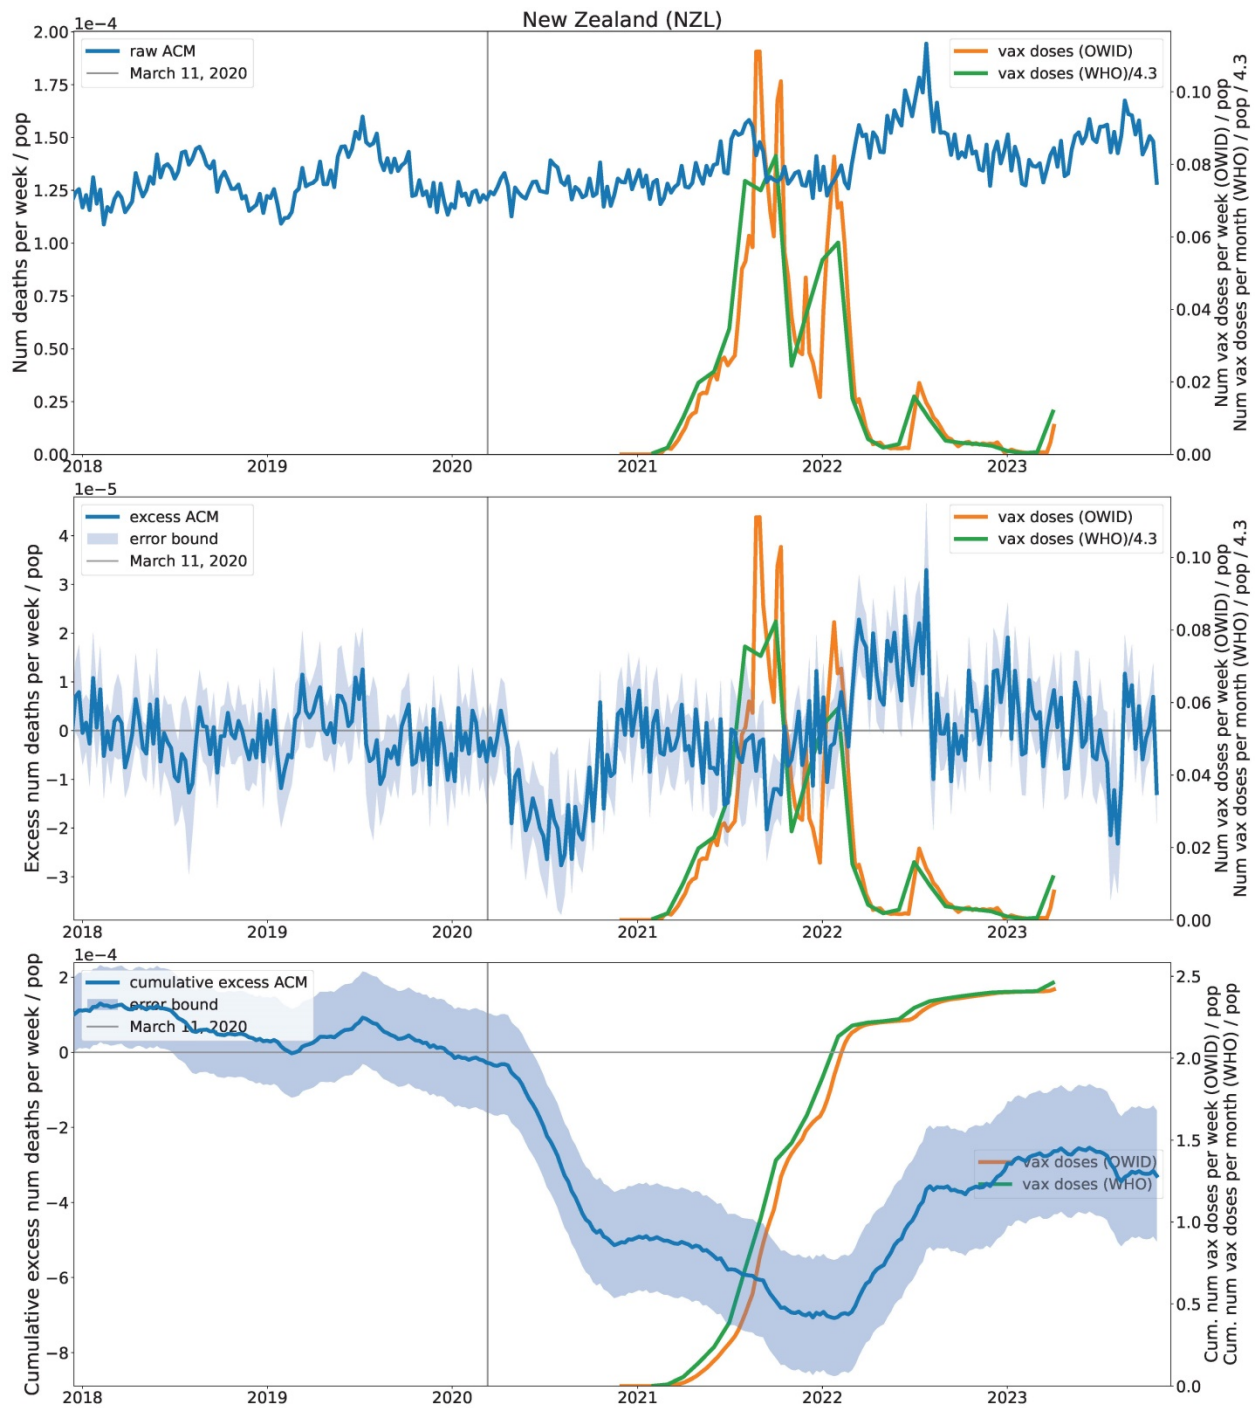 New Zealand (NZL)
1e−4
2.00
1.75
1.50
1.25
1.00
0.75
0.50
0.25
0.00
Num deaths per week / pop
raw ACM
March 11, 2020
vax doses (OWID)
vax doses (WHO)/4.3
0.10
0.08
0.06
0.04
0.02
0.00
Num vax doses per week (OWID) / pop
Num vax doses per month (WHO) / pop / 4.3
2018 2019 2020 2021 2022 2023
1e−5
4
3
2
1
0
−1
−2
−3
Excess num deaths per week / pop
excess ACM
error bound
March 11, 2020
vax doses (OWID)
vax doses (WHO)/4.3
0.10
0.08
0.06
0.04
0.02
0.00
Num vax doses per week (OWID) / pop
Num vax doses per month (WHO) / pop / 4.3
2018 2019 2020 2021 2022 2023
1e−4
2
0
−2
−4
−6
−8
Cumulative excess num deaths per week / pop
cumulative excess ACM
error bound
March 11, 2020
vax doses (OWID)
vax doses (WHO)
2.5
2.0
1.5
1.0
0.5
0.0
Cum. num vax doses per week (OWID) / pop
Cum. num vax doses per month (WHO) / pop
2018 2019 2020 2021 2022 2023